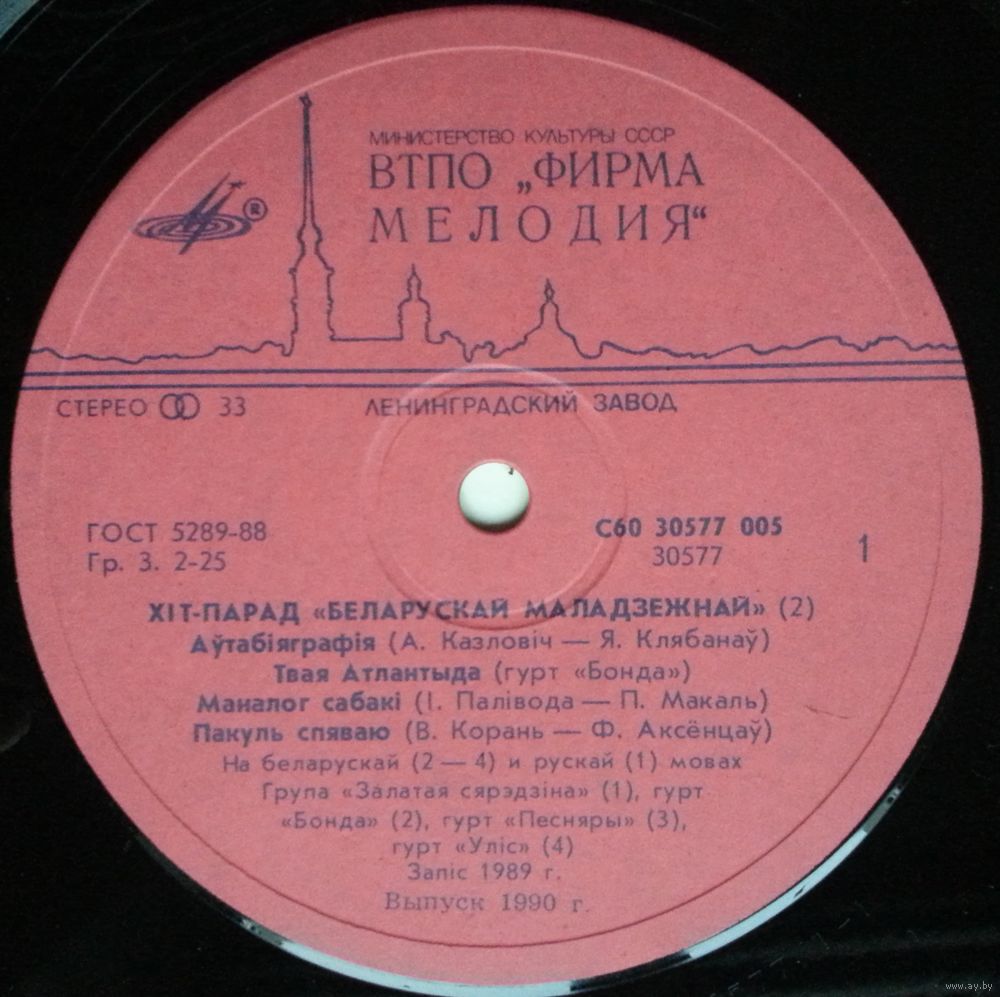 МИНИСТЕРСТВО КУЛЬТУРЫ СССР
ВТПО „ФИРМА
МЕЛОДИЯ“
®
СТЕРЕО 33
ЛЕНИНГРАДСКИЙ ЗАВОД
ГОСТ 5289-88
Гр. 3. 2-25
С60 30577 005
30577
1
ХІТ-ПАРАД «БЕЛАРУСКАЙ МАЛАДЗЕЖНАЙ» (2)
Аўтабіяграфія (А. Казловіч — Я. Клябанаў)
Твая Атлантыда (гурт «Бонда»)
Маналог сабакі (І. Палівода — П. Макаль)
Пакуль спяваю (В. Корань — Ф. Аксёнцаў)
На беларускай (2 — 4) и рускай (1) мовах
Група «Залатая сярэдзіна» (1), гурт
«Бонда» (2), гурт «Песняры» (3),
гурт «Уліс» (4)
Запіс 1989 г.
Выпуск 1990 г.
www.ay.by